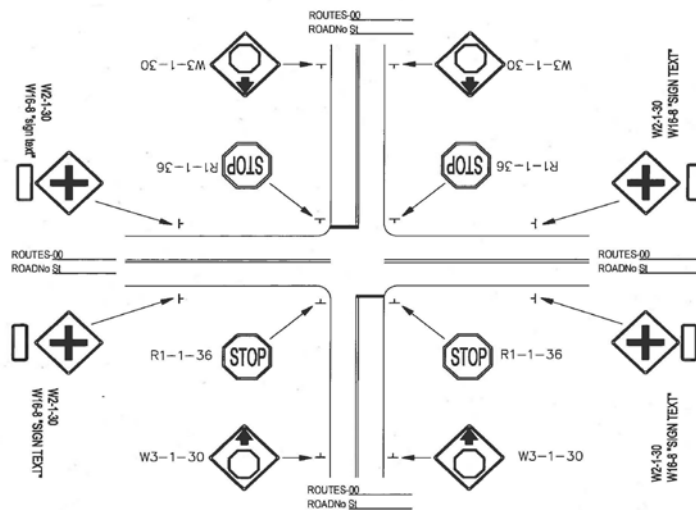 ROUTES-00
ROADNo St
W3-1-30
W3-1-30
W2-1-30
W16-8 "sign text"
W2-1-30
W16-8 "SIGN TEXT"
R1-1-36
STOP
STOP
R1-1-36
ROUTES-00
ROADNo St
ROUTES-00
ROADNo St
R1-1-36
STOP
STOP
R1-1-36
W2-1-30
W16-8 "SIGN TEXT"
W2-1-30
W16-8 "SIGN TEXT"
W3-1-30
W3-1-30
ROUTES-00
ROADNo St